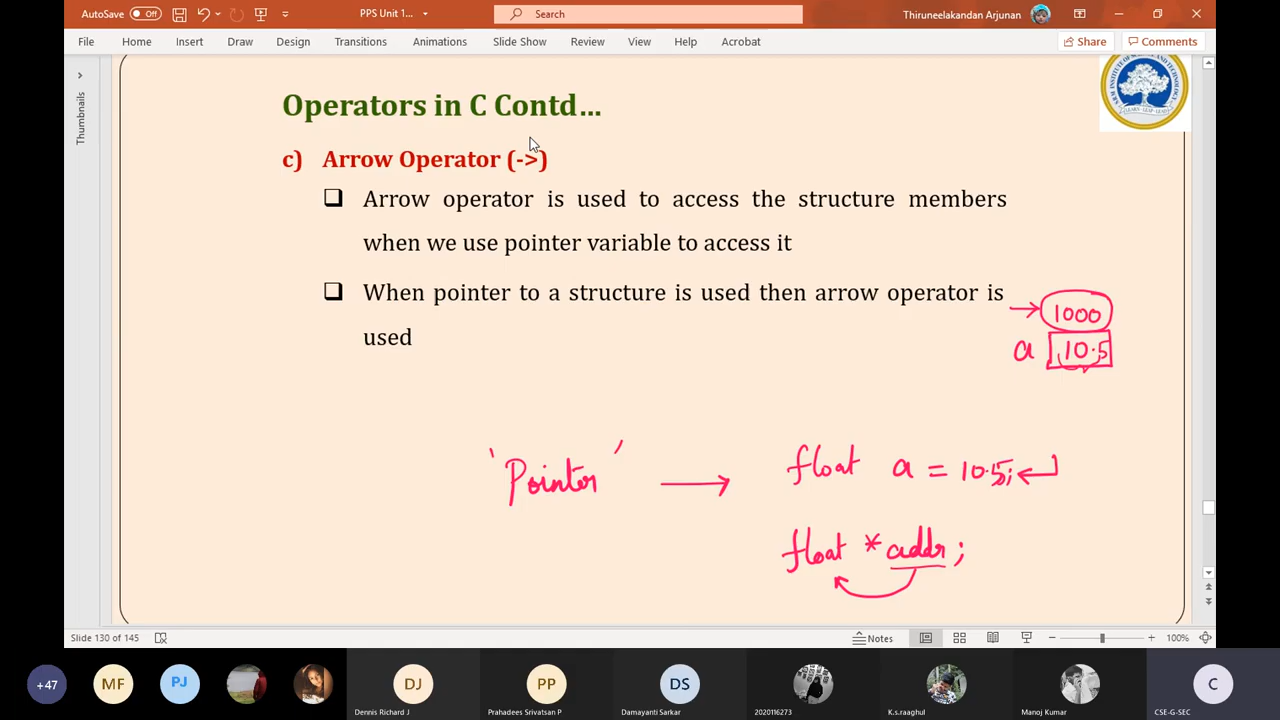 AutoSave Off PPS Unit 1... Search Thiruneelakandan Arjunan
File Home Insert Draw Design Transitions Animations Slide Show Review View Help Acrobat Share Comments
Thumbnails
Operators in C Contd...
c) Arrow Operator (->)
❑ Arrow operator is used to access the structure members
when we use pointer variable to access it
❑ When pointer to a structure is used then arrow operator is
used
→ 1000
a 10.5
'Pointer' → float a = 10.5;
float *addr;
Slide 130 of 145 Notes 100%
+47 MF PJ DJ PP DS C
Dennis Richard J Prahadees Srivatsan P Damayanti Sarkar 2020116273 K.s.raaghul Manoj Kumar CSE-G-SEC